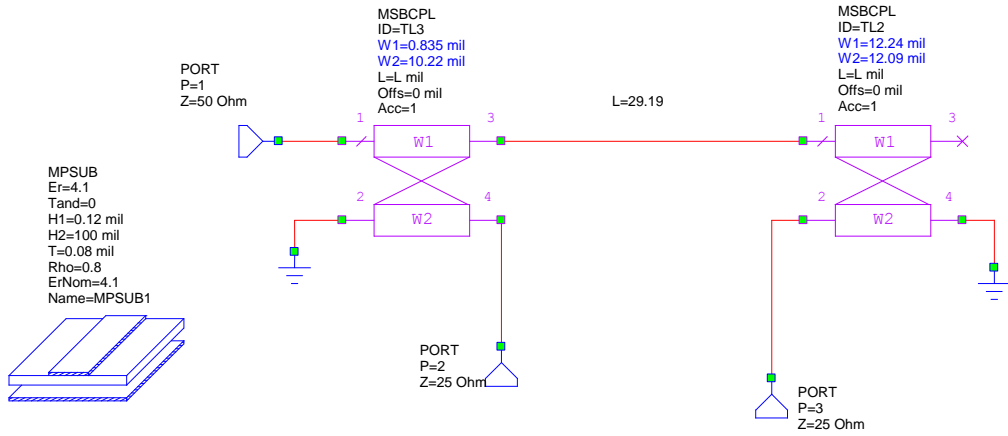 MSBCPL
ID=TL3
W1=0.835 mil
W2=10.22 mil
L=L mil
Offs=0 mil
Acc=1
MSBCPL
ID=TL2
W1=12.24 mil
W2=12.09 mil
L=L mil
Offs=0 mil
Acc=1
PORT
P=1
Z=50 Ohm
L=29.19
1
W1
3
2
W2
4
1
W1
3
2
W2
4
MPSUB
Er=4.1
Tand=0
H1=0.12 mil
H2=100 mil
T=0.08 mil
Rho=0.8
ErNom=4.1
Name=MPSUB1
PORT
P=2
Z=25 Ohm
PORT
P=3
Z=25 Ohm